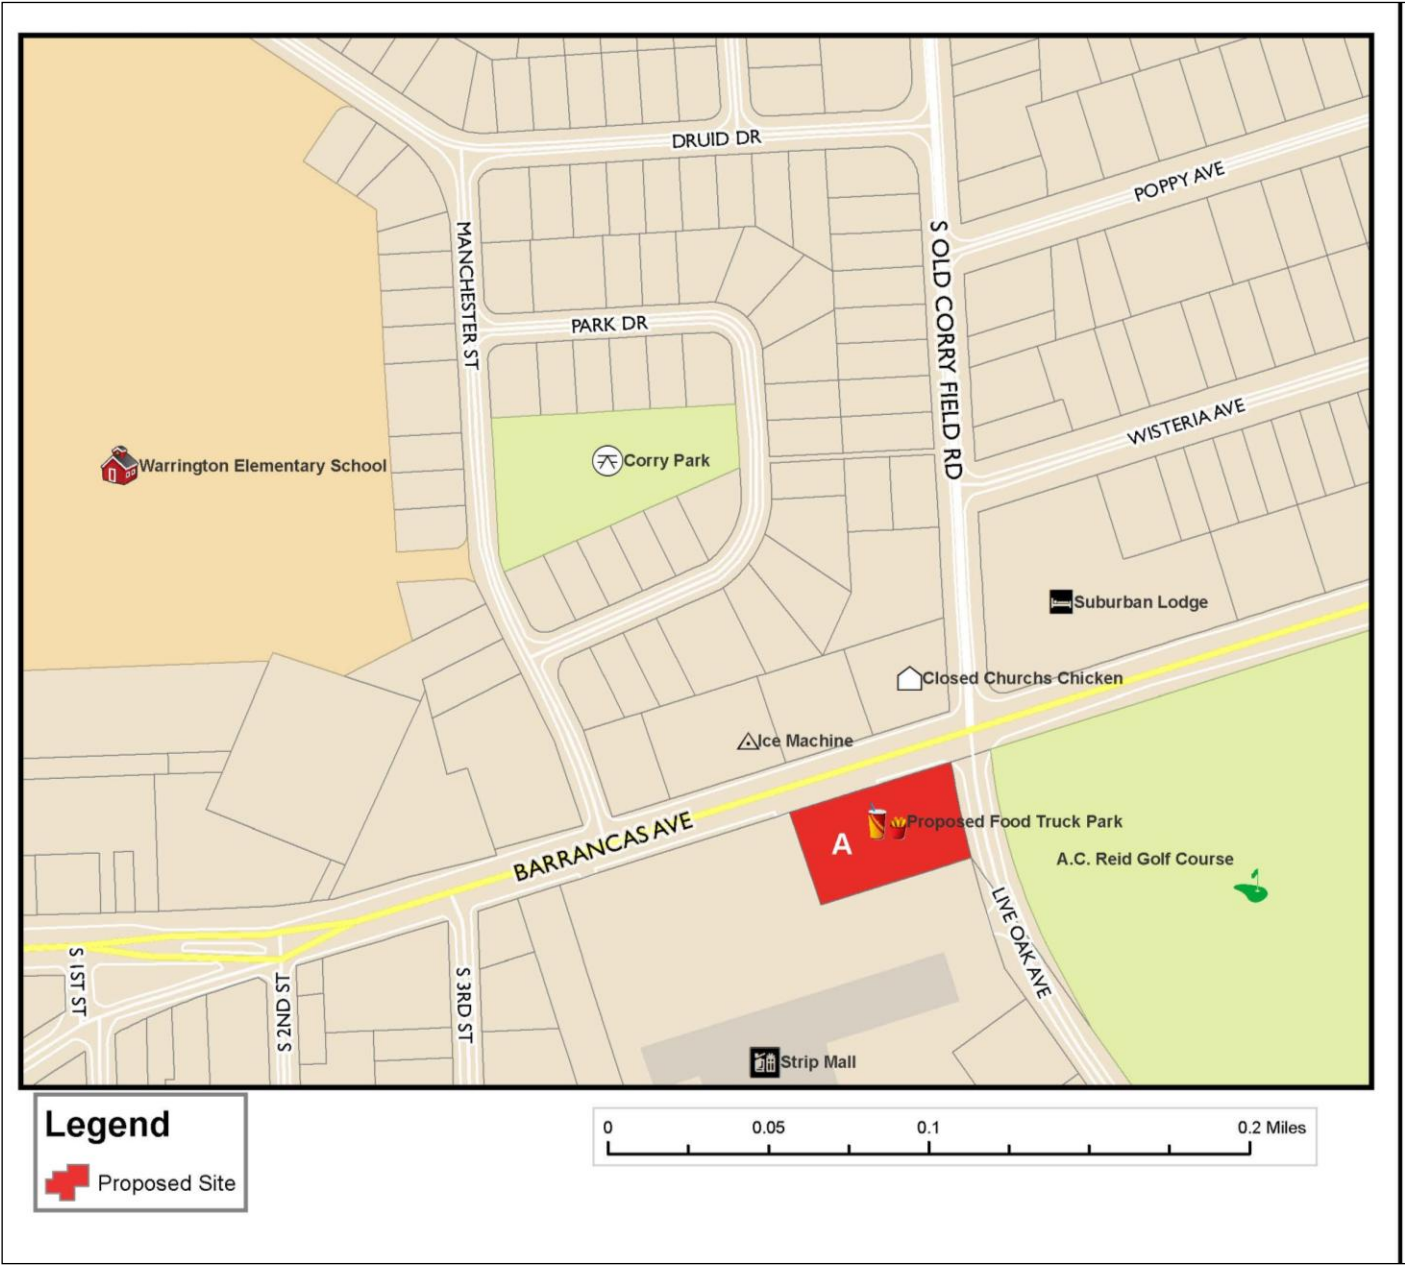 DRUID DR
POPPY AVE
MANCHESTER ST
S OLD CORRY FIELD RD
PARK DR
WISTERIA AVE
Warrington Elementary School
Corry Park
Suburban Lodge
Closed Churchs Chicken
Ice Machine
BARRANCAS AVE
A
Proposed Food Truck Park
A.C. Reid Golf Course
LIVE OAK AVE
S 1ST ST
S 2ND ST
S 3RD ST
Strip Mall
Legend
Proposed Site
0 0.05 0.1 0.2 Miles